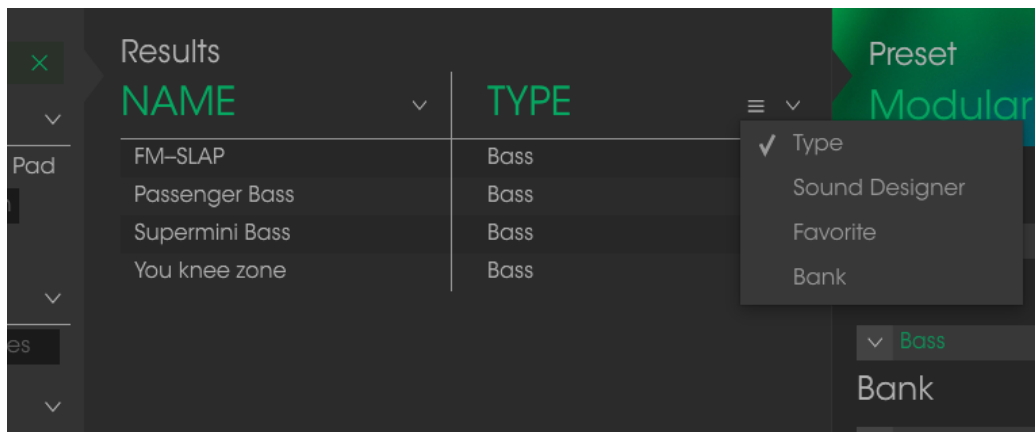 Results
NAME
TYPE
FM–SLAP
Bass
Passenger Bass
Bass
Supermini Bass
Bass
You knee zone
Bass
Pad
es
Type
Sound Designer
Favorite
Bank
Preset
Modular
Bass
Bank